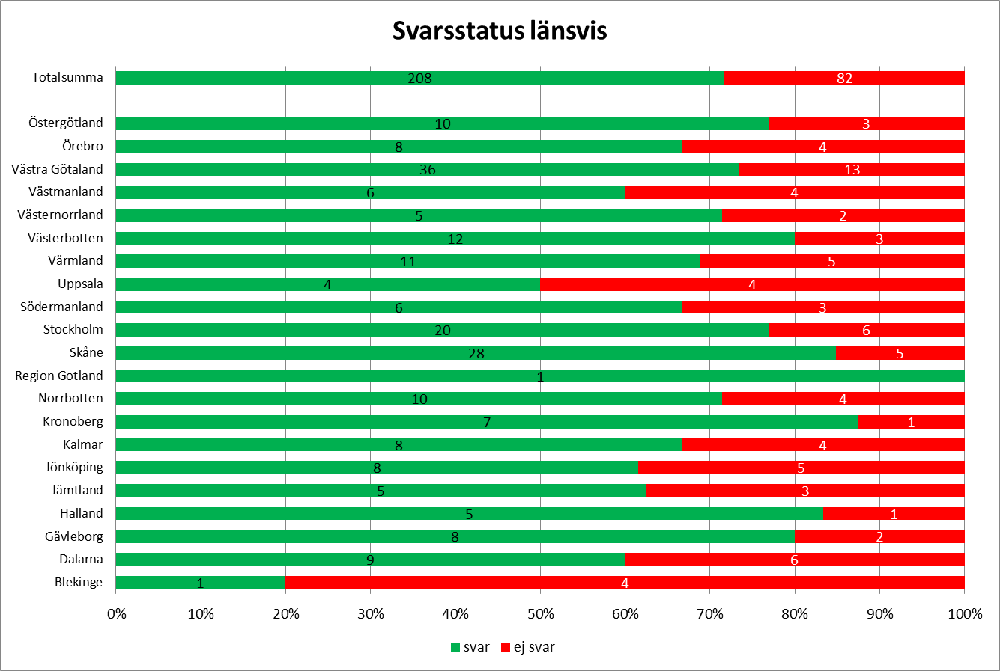 Svarsstatus länsvis
Totalsumma 208 82
Östergötland 10 3
Örebro 8 4
Västra Götaland 36 13
Västmanland 6 4
Västernorrland 5 2
Västerbotten 12 3
Värmland 11 5
Uppsala 4 4
Södermanland 6 3
Stockholm 20 6
Skåne 28 5
Region Gotland 1
Norrbotten 10 4
Kronoberg 7 1
Kalmar 8 4
Jönköping 8 5
Jämtland 5 3
Halland 5 1
Gävleborg 8 2
Dalarna 9 6
Blekinge 1 4
0% 10% 20% 30% 40% 50% 60% 70% 80% 90% 100%
svar ej svar